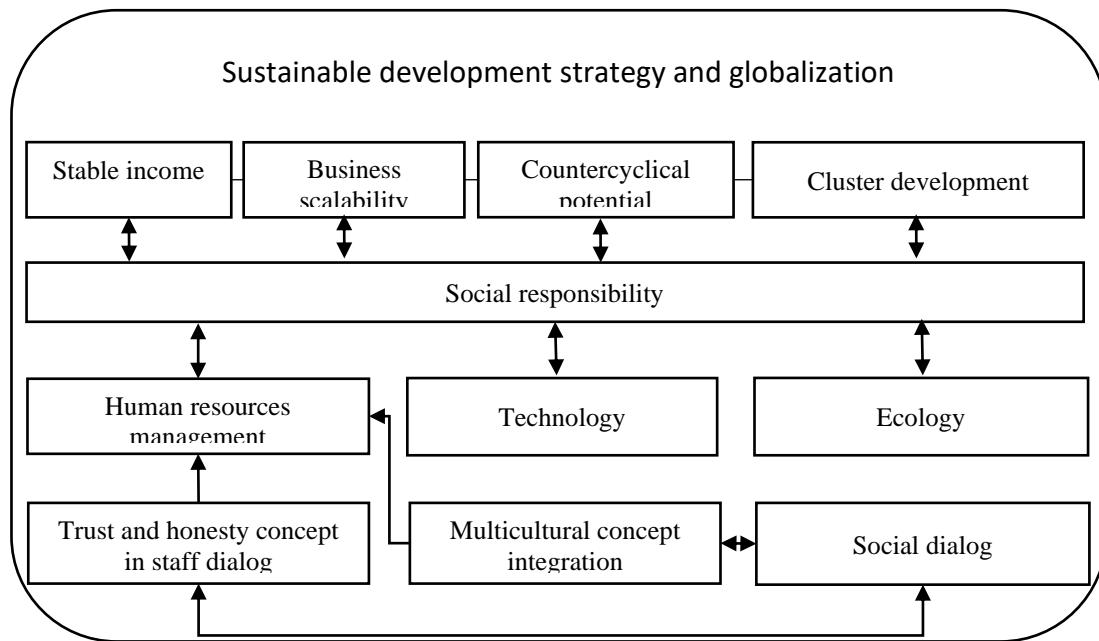 Sustainable development strategy and globalization
Stable income
Business
scalability
Countercyclical
potential
Cluster development
Social responsibility
Human resources
management
Technology
Ecology
Trust and honesty concept
in staff dialog
Multicultural concept
integration
Social dialog